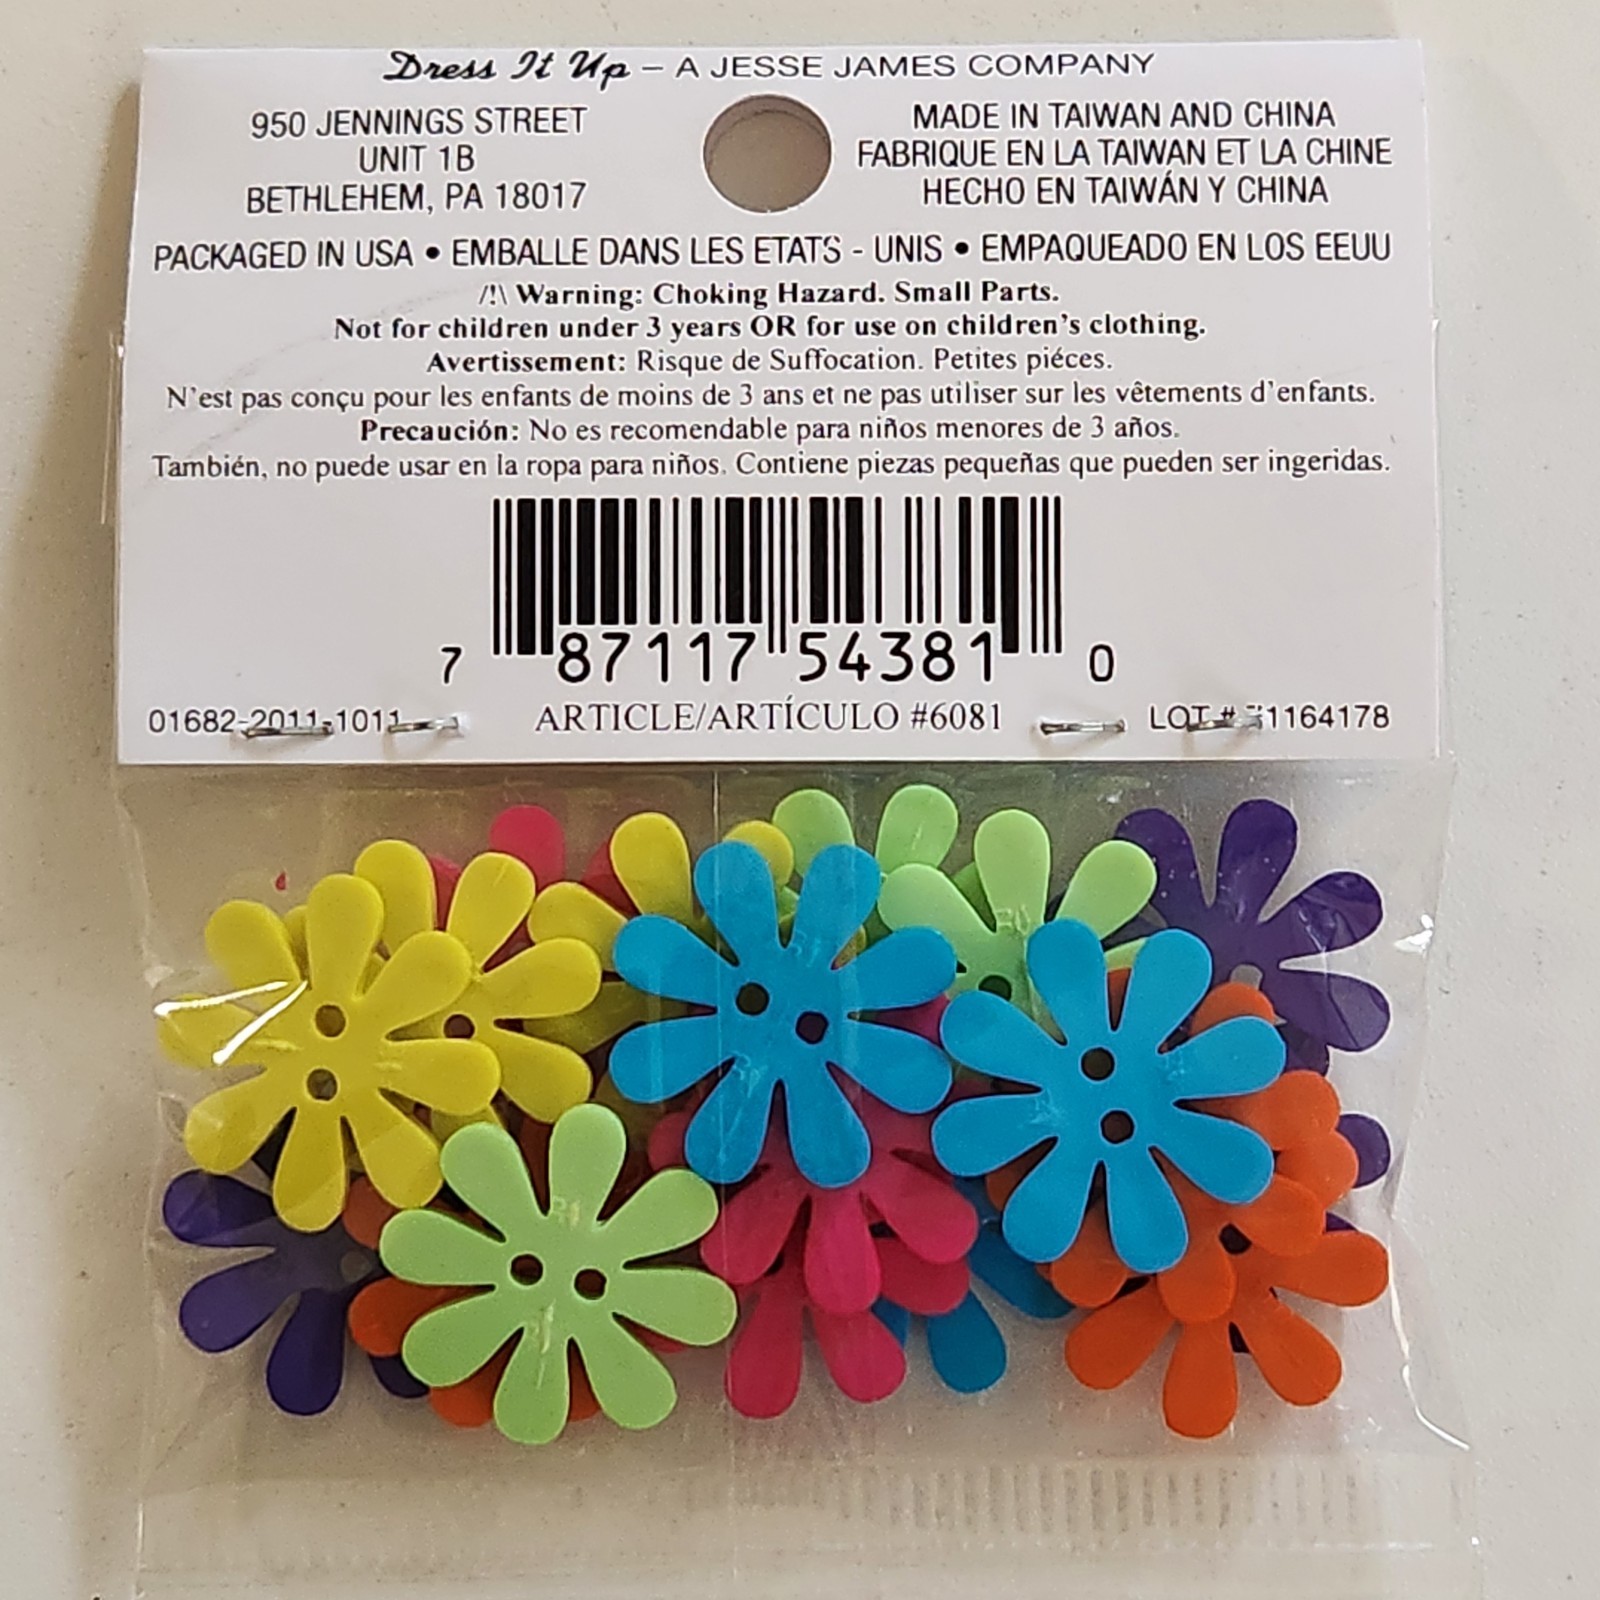 Dress It Up – A JESSE JAMES COMPANY
950 JENNINGS STREET
UNIT 1B
BETHLEHEM, PA 18017
MADE IN TAIWAN AND CHINA
FABRIQUE EN LA TAIWAN ET LA CHINE
HECHO EN TAIWÁN Y CHINA
PACKAGED IN USA • EMBALLE DANS LES ETATS - UNIS • EMPAQUEADO EN LOS EEUU
/!\ Warning: Choking Hazard. Small Parts.
Not for children under 3 years OR for use on children's clothing.
Avertissement: Risque de Suffocation. Petites piéces.
N'est pas conçu pour les enfants de moins de 3 ans et ne pas utiliser sur les vêtements d'enfants.
Precaución: No es recomendable para niños menores de 3 años.
También, no puede usar en la ropa para niños. Contiene piezas pequeñas que pueden ser ingeridas.
7 87117 54381 0
01682-2011-1011
ARTICLE/ARTÍCULO #6081
LOT #